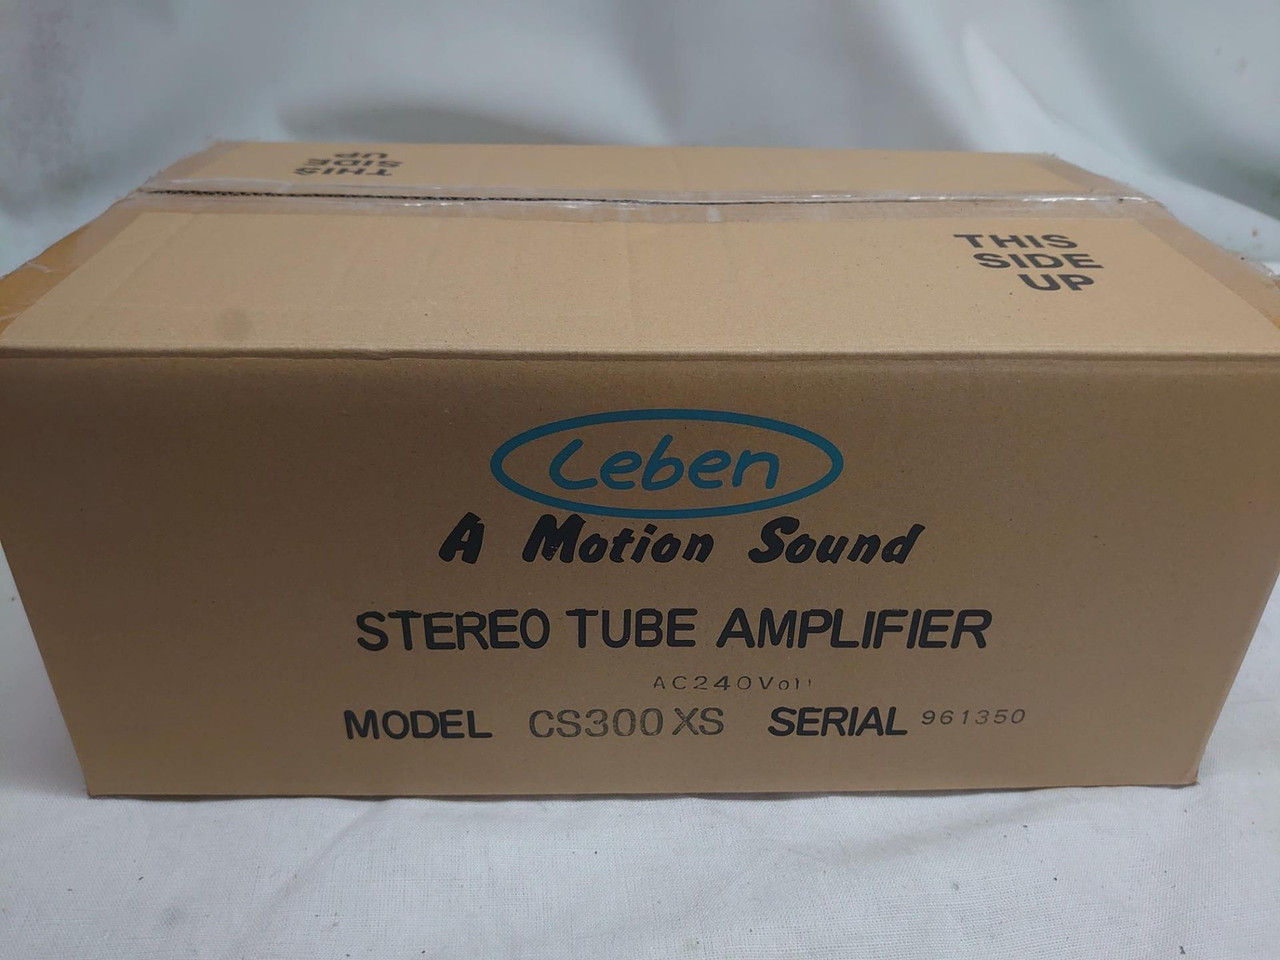 THIS
SIDE
UP
THIS
SIDE
UP
Leben
A Motion Sound
STEREO TUBE AMPLIFIER
AC240Volt
MODEL CS300XS SERIAL 961350